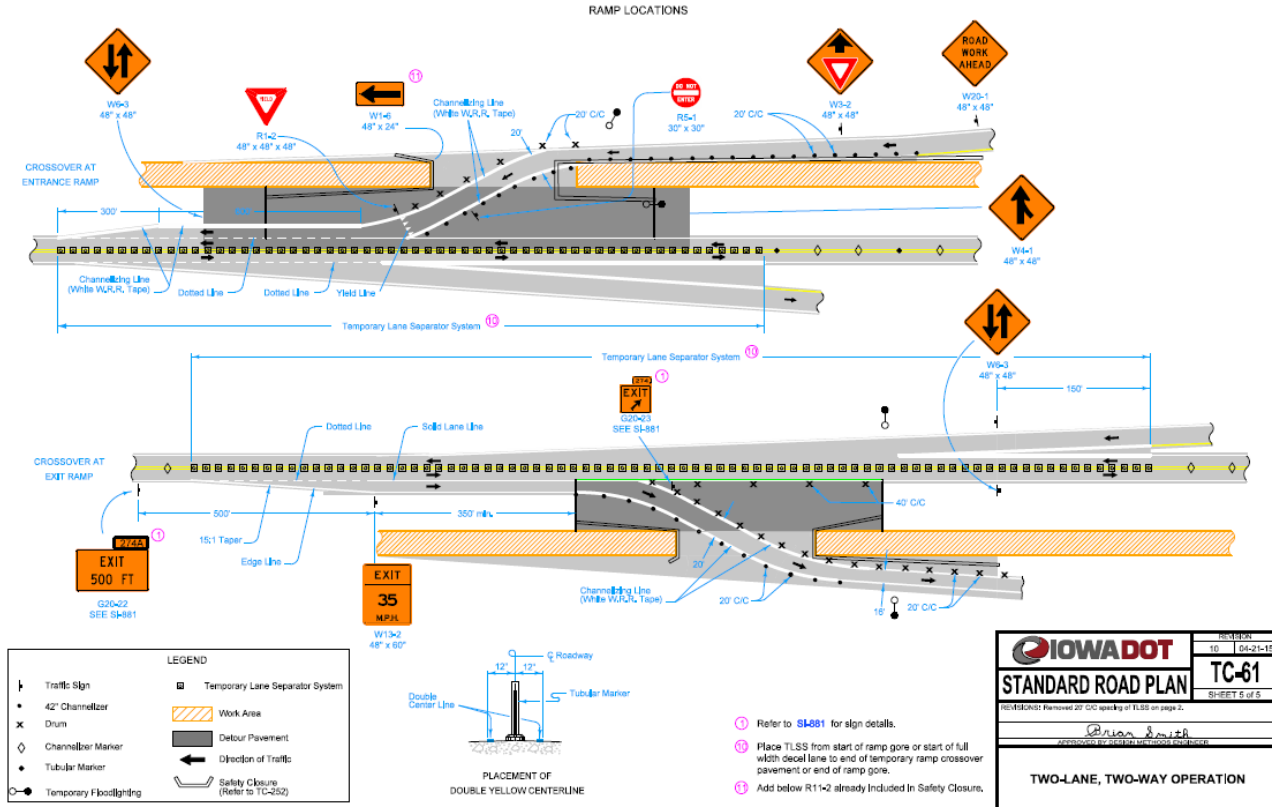 RAMP LOCATIONS
W6-3
48" x 48"
YIELD
R1-2
48" x 48" x 48"
11
W1-6
48" x 24"
Channelizing Line
(White W.R.R. Tape)
20'
20' C/C
DO NOT
ENTER
R5-1
30" x 30"
20' C/C
W3-2
48" x 48"
ROAD
WORK
AHEAD
W20-1
48" x 48"
CROSSOVER AT
ENTRANCE RAMP
300'
W4-1
48" x 48"
Channelizing Line
(White W.R.R. Tape)
Dotted Line
Dotted Line
Yield Line
Temporary Lane Separator System 10
Temporary Lane Separator System 10
W6-3
48" x 48"
150'
274
1
EXIT
G20-23
SEE SI-881
Dotted Line
Solid Lane Line
CROSSOVER AT
EXIT RAMP
40' C/C
500'
350' min.
15:1 Taper
Edge Line
274A
1
EXIT
500 FT
G20-22
SEE SI-881
EXIT
35
M.P.H.
W13-2
48" x 60"
20'
20'
Channelizing Line
(White W.R.R. Tape)
20' C/C
16'
20' C/C
LEGEND
Traffic Sign
42" Channelizer
Drum
Channelizer Marker
Tubular Marker
Temporary Floodlighting
Temporary Lane Separator System
Work Area
Detour Pavement
Direction of Traffic
Safety Closure
(Refer to TC-252)
℄ Roadway
12"
12"
Double
Center Line
Tubular Marker
PLACEMENT OF
DOUBLE YELLOW CENTERLINE
1 Refer to SI-881 for sign details.
10 Place TLSS from start of ramp gore or start of full
width decel lane to end of temporary ramp crossover
pavement or end of ramp gore.
11 Add below R11-2 already included in Safety Closure.
IOWADOT
STANDARD ROAD PLAN
REVISION
10 04-21-15
TC-61
SHEET 5 of 5
REVISIONS: Removed 20' C/C spacing of TLSS on page 2.
Brian Smith
APPROVED BY DESIGN METHODS ENGINEER
TWO-LANE, TWO-WAY OPERATION